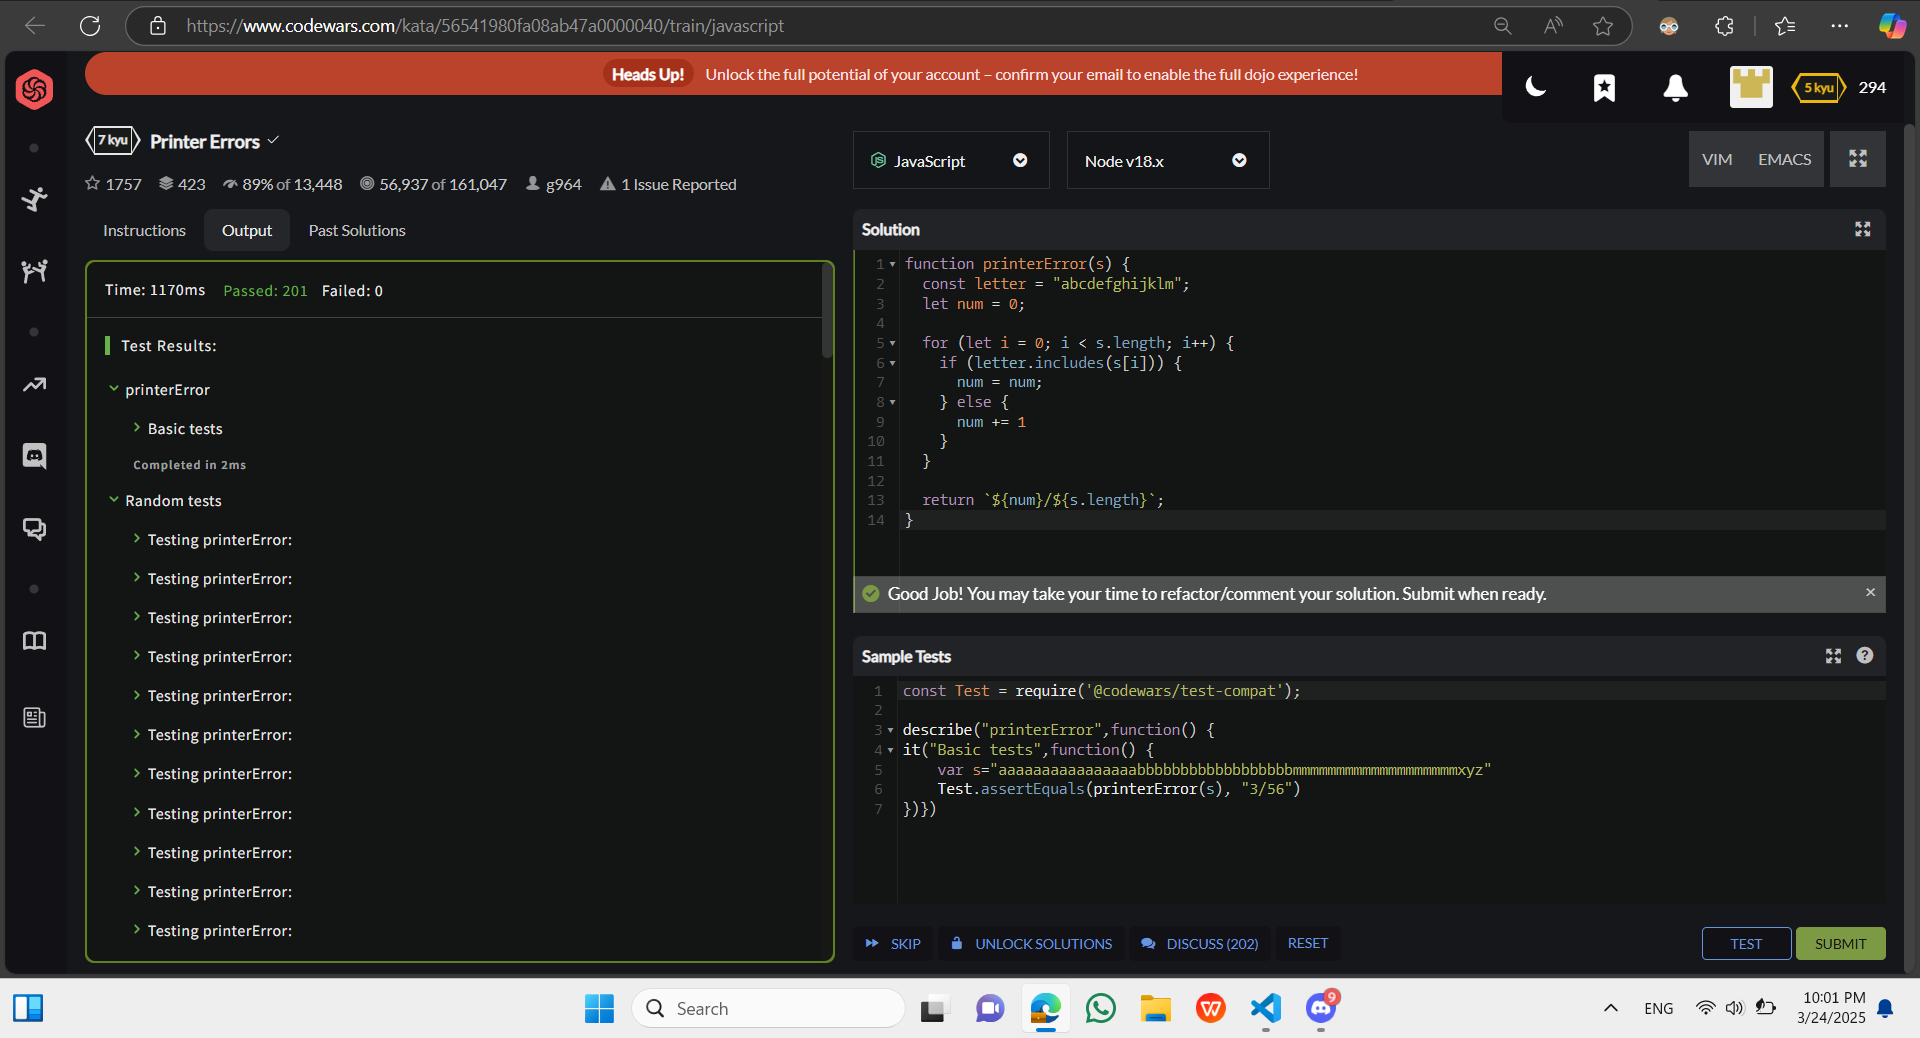 https://www.codewars.com/kata/56541980fa08ab47a0000040/train/javascript
Heads Up! Unlock the full potential of your account – confirm your email to enable the full dojo experience!
5 kyu 294
7 kyu Printer Errors
1757 423 89% of 13,448 56,937 of 161,047 g964 1 Issue Reported
JavaScript Node v18.x VIM EMACS
Instructions Output Past Solutions
Time: 1170ms Passed: 201 Failed: 0
Test Results:
printerError
Basic tests
Completed in 2ms
Random tests
Testing printerError:
Testing printerError:
Testing printerError:
Testing printerError:
Testing printerError:
Testing printerError:
Testing printerError:
Testing printerError:
Testing printerError:
Testing printerError:
Testing printerError:
Solution
1 function printerError(s) {
2 const letter = "abcdefghijklm";
3 let num = 0;
4
5 for (let i = 0; i < s.length; i++) {
6 if (letter.includes(s[i])) {
7 num = num;
8 } else {
9 num += 1
10 }
11 }
12
13 return `${num}/${s.length}`;
14 }
Good Job! You may take your time to refactor/comment your solution. Submit when ready.
Sample Tests
1 const Test = require('@codewars/test-compat');
2
3 describe("printerError",function() {
4 it("Basic tests",function() {
5 var s="aaaaaaaaaaaaaaaabbbbbbbbbbbbbbbbbbmmmmmmmmmmmmmmmmmmmxyz"
6 Test.assertEquals(printerError(s), "3/56")
7 })})
SKIP UNLOCK SOLUTIONS DISCUSS (202) RESET TEST SUBMIT
Search
9
ENG
10:01 PM
3/24/2025